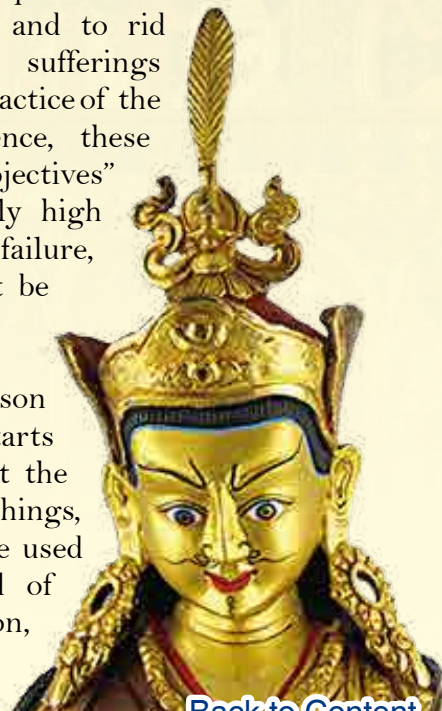 and to rid
sufferings
actice of the
nce, these
jectives”
ly high
failure,
t be
son
tarts
t the
hings,
e used
l of
on,
Back to Content